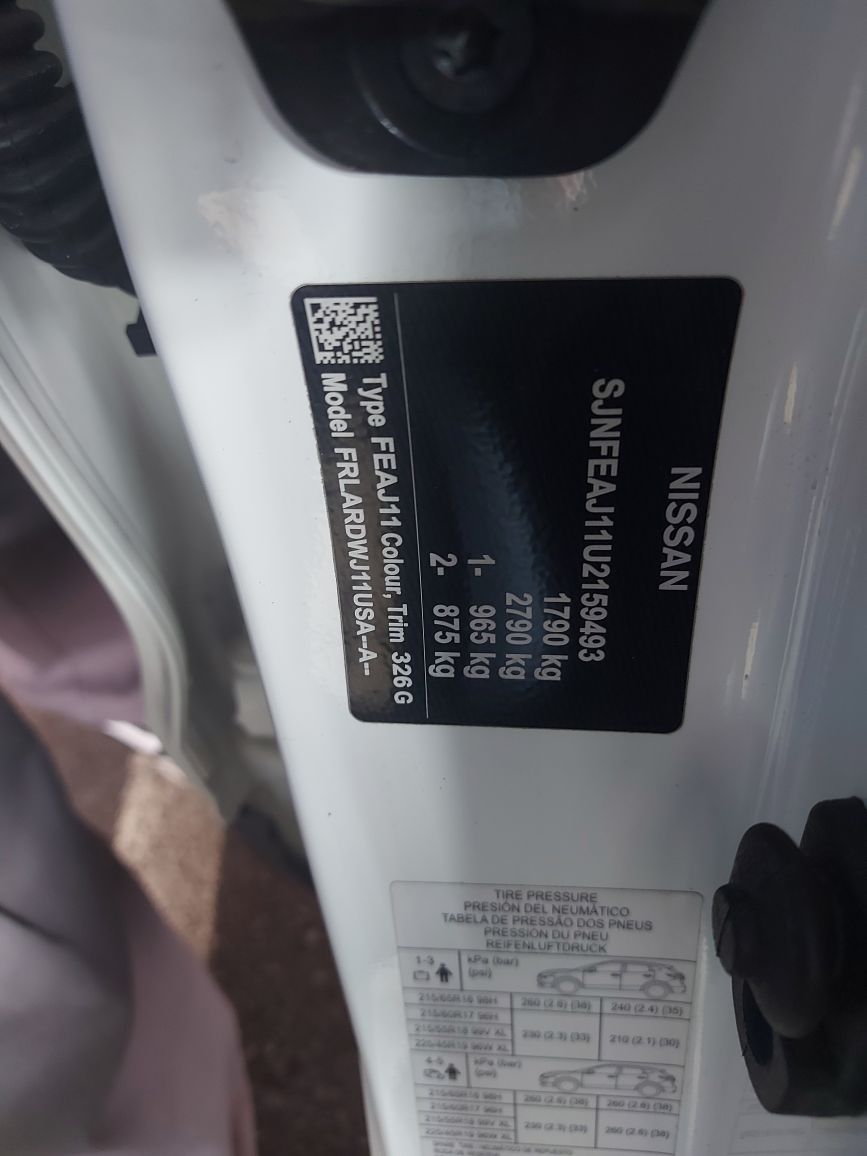 NISSAN
SJNFEAJ11U2159493
1790 kg
2790 kg
1- 965 kg
2- 875 kg
Type FEAJ11 Colour, Trim 326 G
Model FRLARDWJ11USA--A--
TIRE PRESSURE
PRESIÓN DEL NEUMÁTICO
TABELA DE PRESSÃO DOS PNEUS
PRESSION DU PNEU
REIFENLUFTDRUCK
1-3 kPa (bar)
(psi)
215/65R16 98H 260 (2.6) (38) 240 (2.4) (35)
215/60R17 96H
215/55R18 99V XL 230 (2.3) (33) 210 (2.1) (30)
225/45R19 96W XL
4-5 kPa (bar)
(psi)
215/65R16 98H 260 (2.6) (38) 260 (2.6) (38)
215/60R17 96H
215/55R18 99V XL 230 (2.3) (33) 260 (2.6) (38)
225/45R19 96W XL